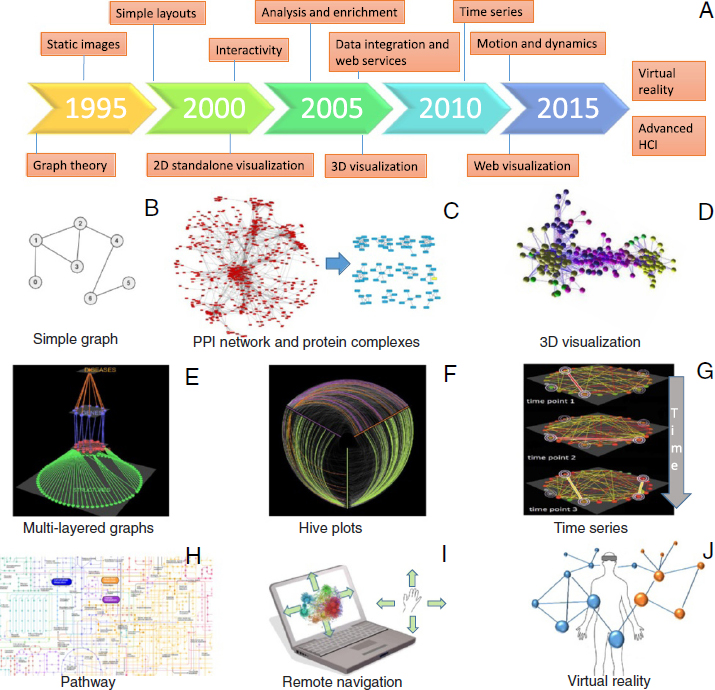 A
Simple layouts
Analysis and enrichment
Time series
Static images
Interactivity
Data integration and
web services
Motion and dynamics
Virtual
reality
1995
2000
2005
2010
2015
Advanced
HCI
Graph theory
2D standalone visualization
3D visualization
Web visualization
B
2
1
4
3
0
5
6
Simple graph
C
PPI network and protein complexes
D
3D visualization
E
DISEASES
STRUCTURES
Multi-layered graphs
F
Hive plots
G
time point 1
time point 2
time point 3
Time
Time series
H
Pathway
I
Remote navigation
J
Virtual reality